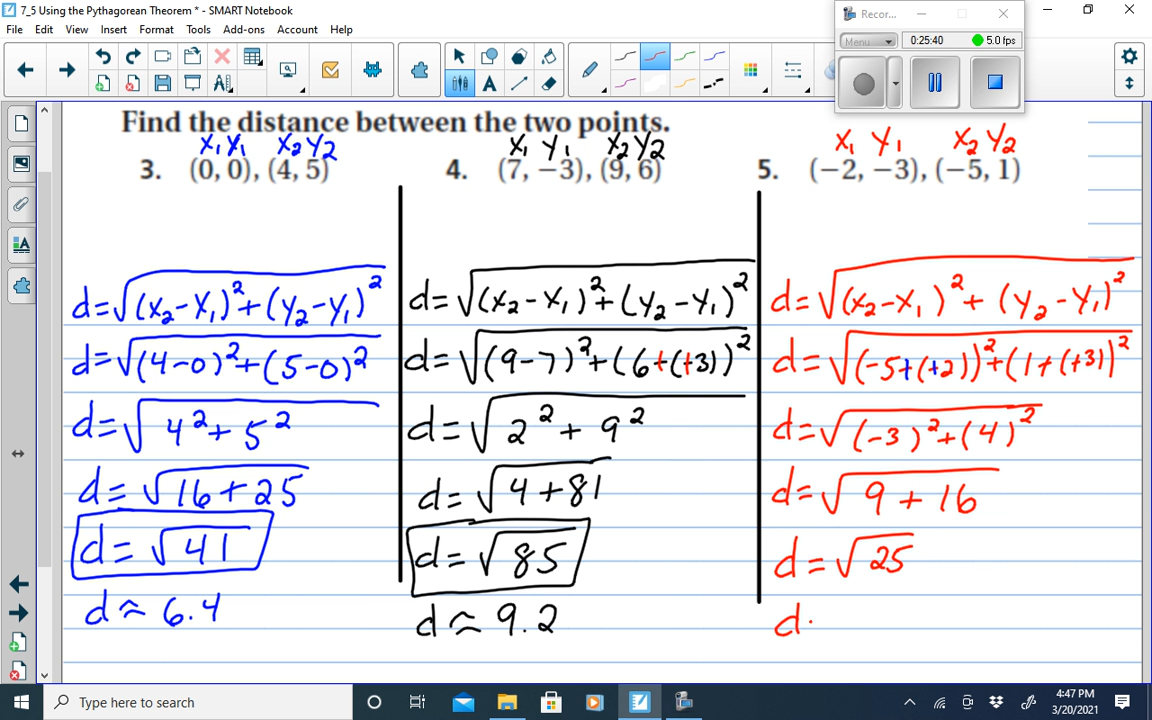 7_5 Using the Pythagorean Theorem * - SMART Notebook
Recor...
File Edit View Insert Format Tools Add-ons Account Help
Menu 0:25:40 5.0 fps
Find the distance between the two points.
x₁ y₁ x₂ y₂
3. (0, 0), (4, 5)
d=√(x₂-x₁)²+(y₂-y₁)²
d=√(4-0)²+(5-0)²
d=√4²+5²
d=√16+25
d=√41
d≈6.4
x₁ y₁ x₂ y₂
4. (7, −3), (9, 6)
d=√(x₂-x₁)²+(y₂-y₁)²
d=√(9-7)²+(6+(+3))²
d=√2²+9²
d=√4+81
d=√85
d≈9.2
x₁ y₁ x₂ y₂
5. (−2, −3), (−5, 1)
d=√(x₂-x₁)²+(y₂-y₁)²
d=√(-5+(+2))²+(1+(+3))²
d=√(-3)²+(4)²
d=√9+16
d=√25
d
Type here to search
4:47 PM
3/20/2021